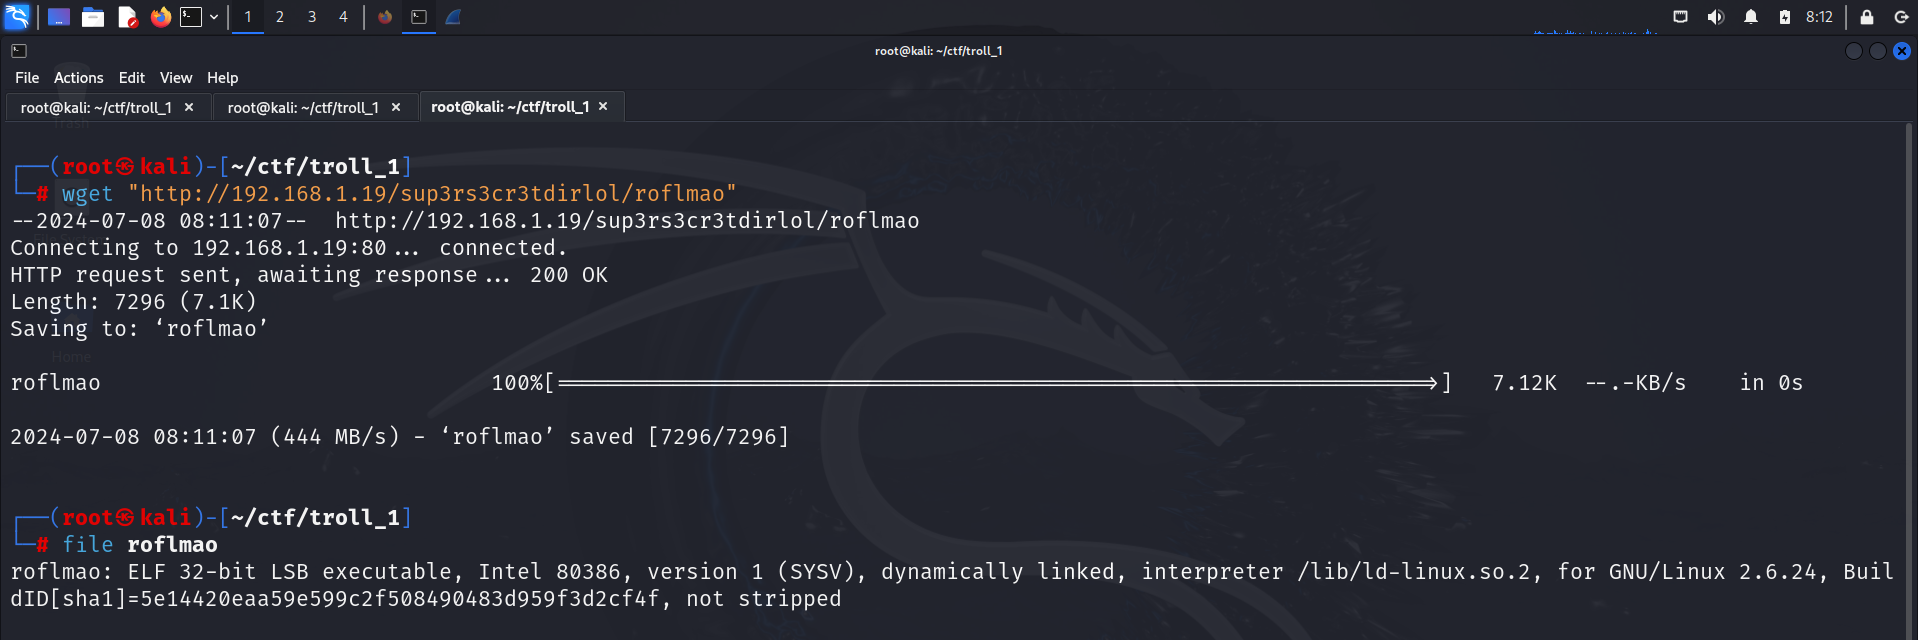 1 2 3 4 8:12
root@kali: ~/ctf/troll_1
File Actions Edit View Help
root@kali: ~/ctf/troll_1 × root@kali: ~/ctf/troll_1 × root@kali: ~/ctf/troll_1 ×
Trash
┌──(root㉿kali)-[~/ctf/troll_1]
└─# wget "http://192.168.1.19/sup3rs3cr3tdirlol/roflmao"
--2024-07-08 08:11:07--  http://192.168.1.19/sup3rs3cr3tdirlol/roflmao
Connecting to 192.168.1.19:80... connected.
HTTP request sent, awaiting response... 200 OK
Length: 7296 (7.1K)
Saving to: ‘roflmao’
Home
roflmao 100%[===================>] 7.12K --.-KB/s in 0s
2024-07-08 08:11:07 (444 MB/s) - ‘roflmao’ saved [7296/7296]
┌──(root㉿kali)-[~/ctf/troll_1]
└─# file roflmao
roflmao: ELF 32-bit LSB executable, Intel 80386, version 1 (SYSV), dynamically linked, interpreter /lib/ld-linux.so.2, for GNU/Linux 2.6.24, Buil
dID[sha1]=5e14420eaa59e599c2f508490483d959f3d2cf4f, not stripped